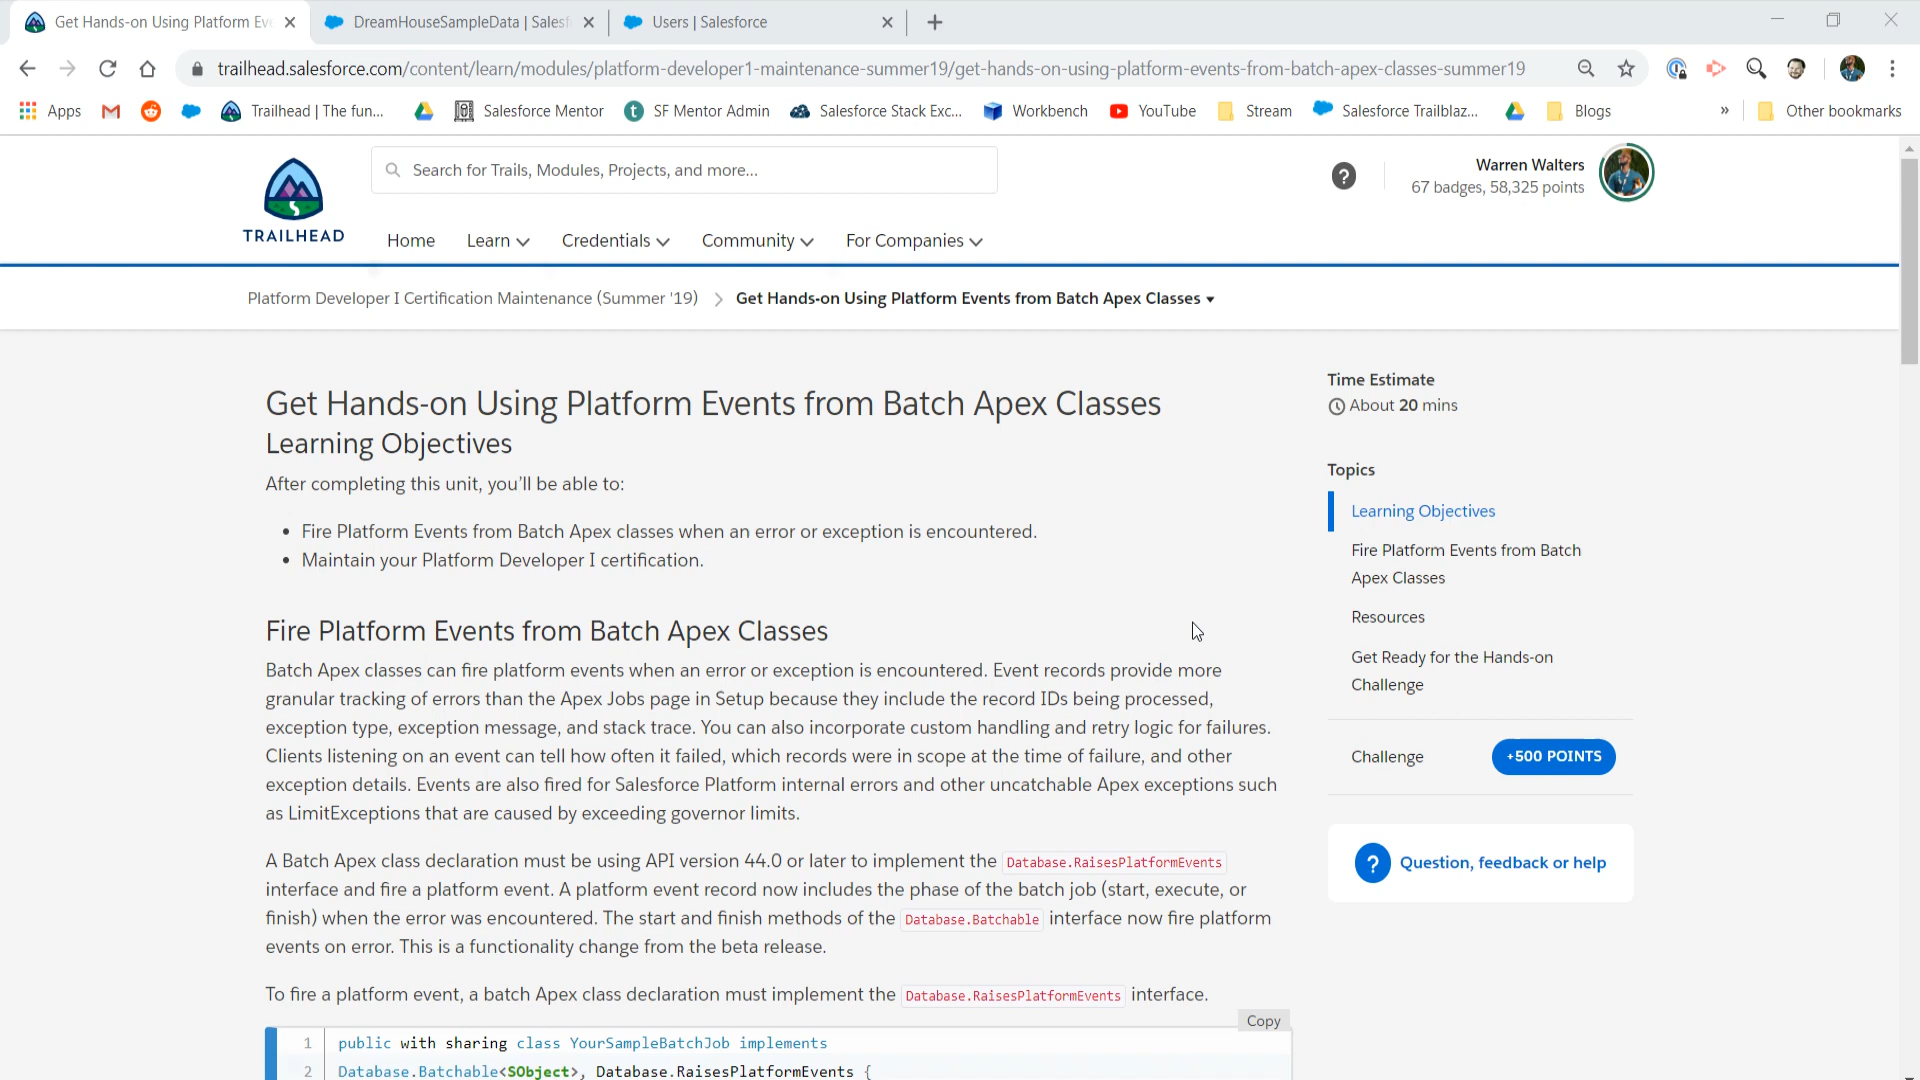 Get Hands-on Using Platform Eve
DreamHouseSampleData | Salesf
Users | Salesforce
trailhead.salesforce.com/content/learn/modules/platform-developer1-maintenance-summer19/get-hands-on-using-platform-events-from-batch-apex-classes-summer19
Apps
Trailhead | The fun...
Salesforce Mentor
SF Mentor Admin
Salesforce Stack Exc...
Workbench
YouTube
Stream
Salesforce Trailblaz...
Blogs
»
Other bookmarks
TRAILHEAD
Search for Trails, Modules, Projects, and more...
?
Warren Walters
67 badges, 58,325 points
Home
Learn
Credentials
Community
For Companies
Platform Developer I Certification Maintenance (Summer '19)
Get Hands-on Using Platform Events from Batch Apex Classes
Get Hands-on Using Platform Events from Batch Apex Classes
Learning Objectives
After completing this unit, you'll be able to:
• Fire Platform Events from Batch Apex classes when an error or exception is encountered.
• Maintain your Platform Developer I certification.
Fire Platform Events from Batch Apex Classes
Batch Apex classes can fire platform events when an error or exception is encountered. Event records provide more
granular tracking of errors than the Apex Jobs page in Setup because they include the record IDs being processed,
exception type, exception message, and stack trace. You can also incorporate custom handling and retry logic for failures.
Clients listening on an event can tell how often it failed, which records were in scope at the time of failure, and other
exception details. Events are also fired for Salesforce Platform internal errors and other uncatchable Apex exceptions such
as LimitExceptions that are caused by exceeding governor limits.
A Batch Apex class declaration must be using API version 44.0 or later to implement the Database.RaisesPlatformEvents
interface and fire a platform event. A platform event record now includes the phase of the batch job (start, execute, or
finish) when the error was encountered. The start and finish methods of the Database.Batchable interface now fire platform
events on error. This is a functionality change from the beta release.
To fire a platform event, a batch Apex class declaration must implement the Database.RaisesPlatformEvents interface.
Copy
1 public with sharing class YourSampleBatchJob implements
2 Database.Batchable<SObject>, Database.RaisesPlatformEvents {
Time Estimate
About 20 mins
Topics
Learning Objectives
Fire Platform Events from Batch
Apex Classes
Resources
Get Ready for the Hands-on
Challenge
Challenge
+500 POINTS
? Question, feedback or help